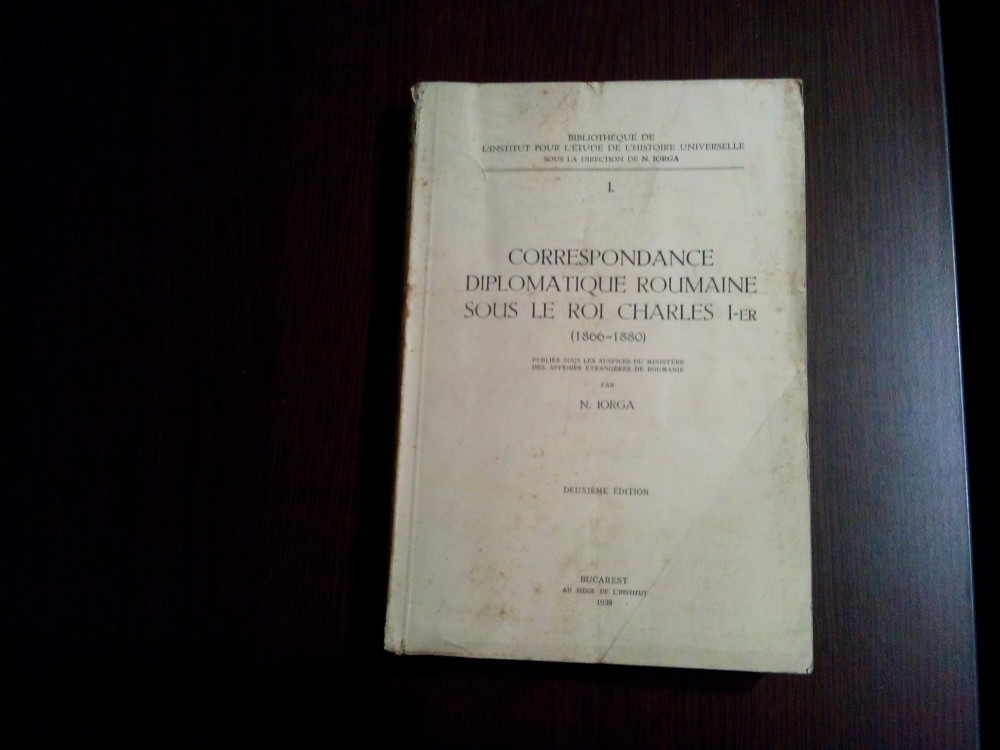 BIBLIOTHÈQUE DE
L'INSTITUT POUR L'ÉTUDE DE L'HISTOIRE UNIVERSELLE
SOUS LA DIRECTION DE N. IORGA
I.
CORRESPONDANCE
DIPLOMATIQUE ROUMAINE
SOUS LE ROI CHARLES I-ER
(1866-1880)
PUBLIÉE SOUS LES AUSPICES DU MINISTÈRE
DES AFFAIRES ÉTRANGÈRES DE ROUMANIE
PAR
N. IORGA
DEUXIÈME ÉDITION
BUCAREST
AU SIÈGE DE L'INSTITUT
1938